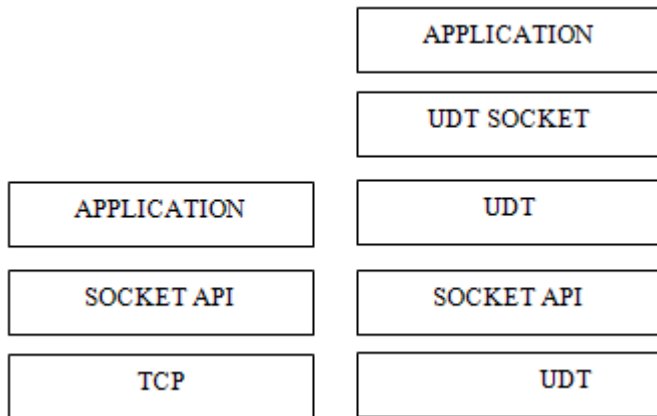 APPLICATION
SOCKET API
TCP
APPLICATION
UDT SOCKET
UDT
SOCKET API
UDT